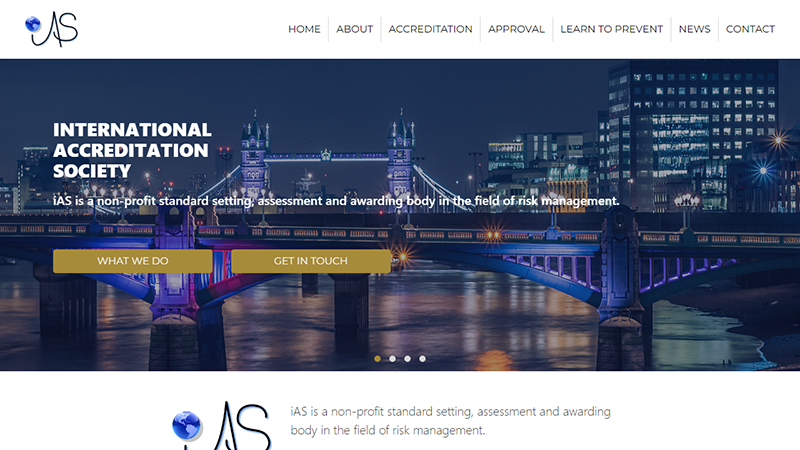 iAS
HOME ABOUT ACCREDITATION APPROVAL LEARN TO PREVENT NEWS CONTACT
INTERNATIONAL
ACCREDITATION
SOCIETY
iAS is a non-profit standard setting, assessment and awarding body in the field of risk management.
WHAT WE DO GET IN TOUCH
iAS
iAS is a non-profit standard setting, assessment and awarding
body in the field of risk management.